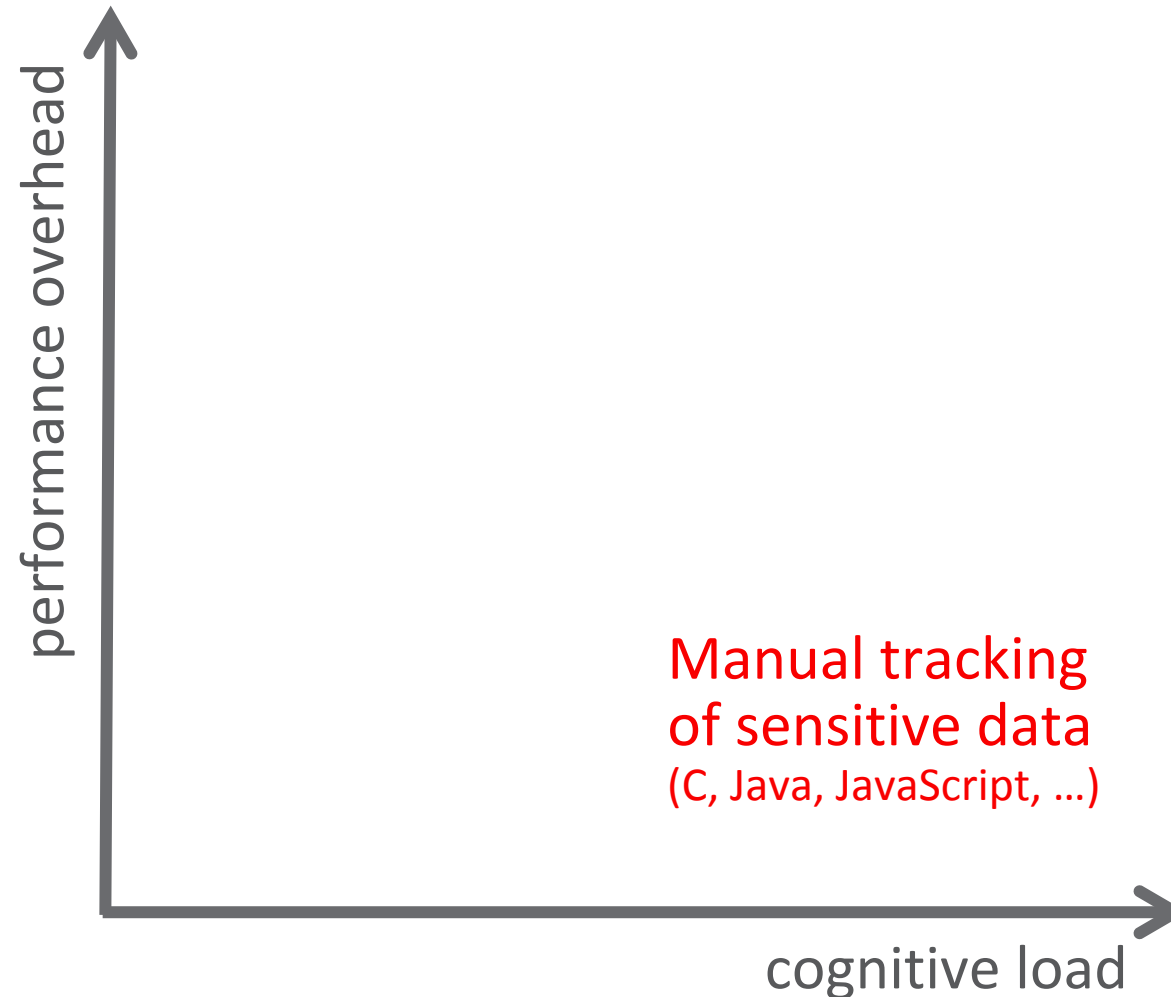 performance overhead
Manual tracking
of sensitive data
(C, Java, JavaScript, …)
cognitive load